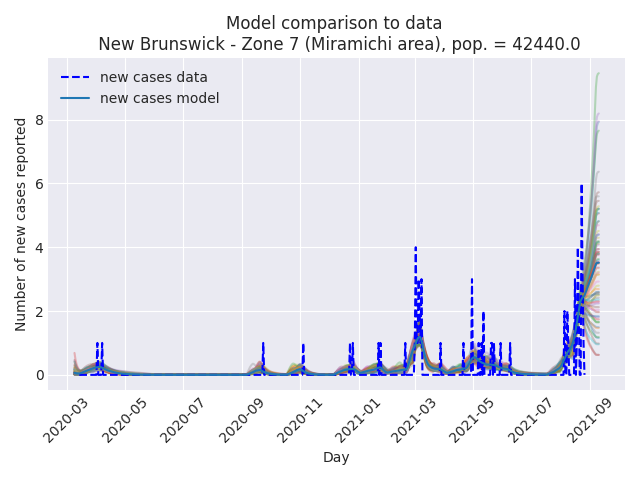 Model comparison to data
New Brunswick - Zone 7 (Miramichi area), pop. = 42440.0
new cases data
new cases model
Number of new cases reported
8
6
4
2
0
2020-03
2020-05
2020-07
2020-09
2020-11
2021-01
2021-03
2021-05
2021-07
2021-09
Day